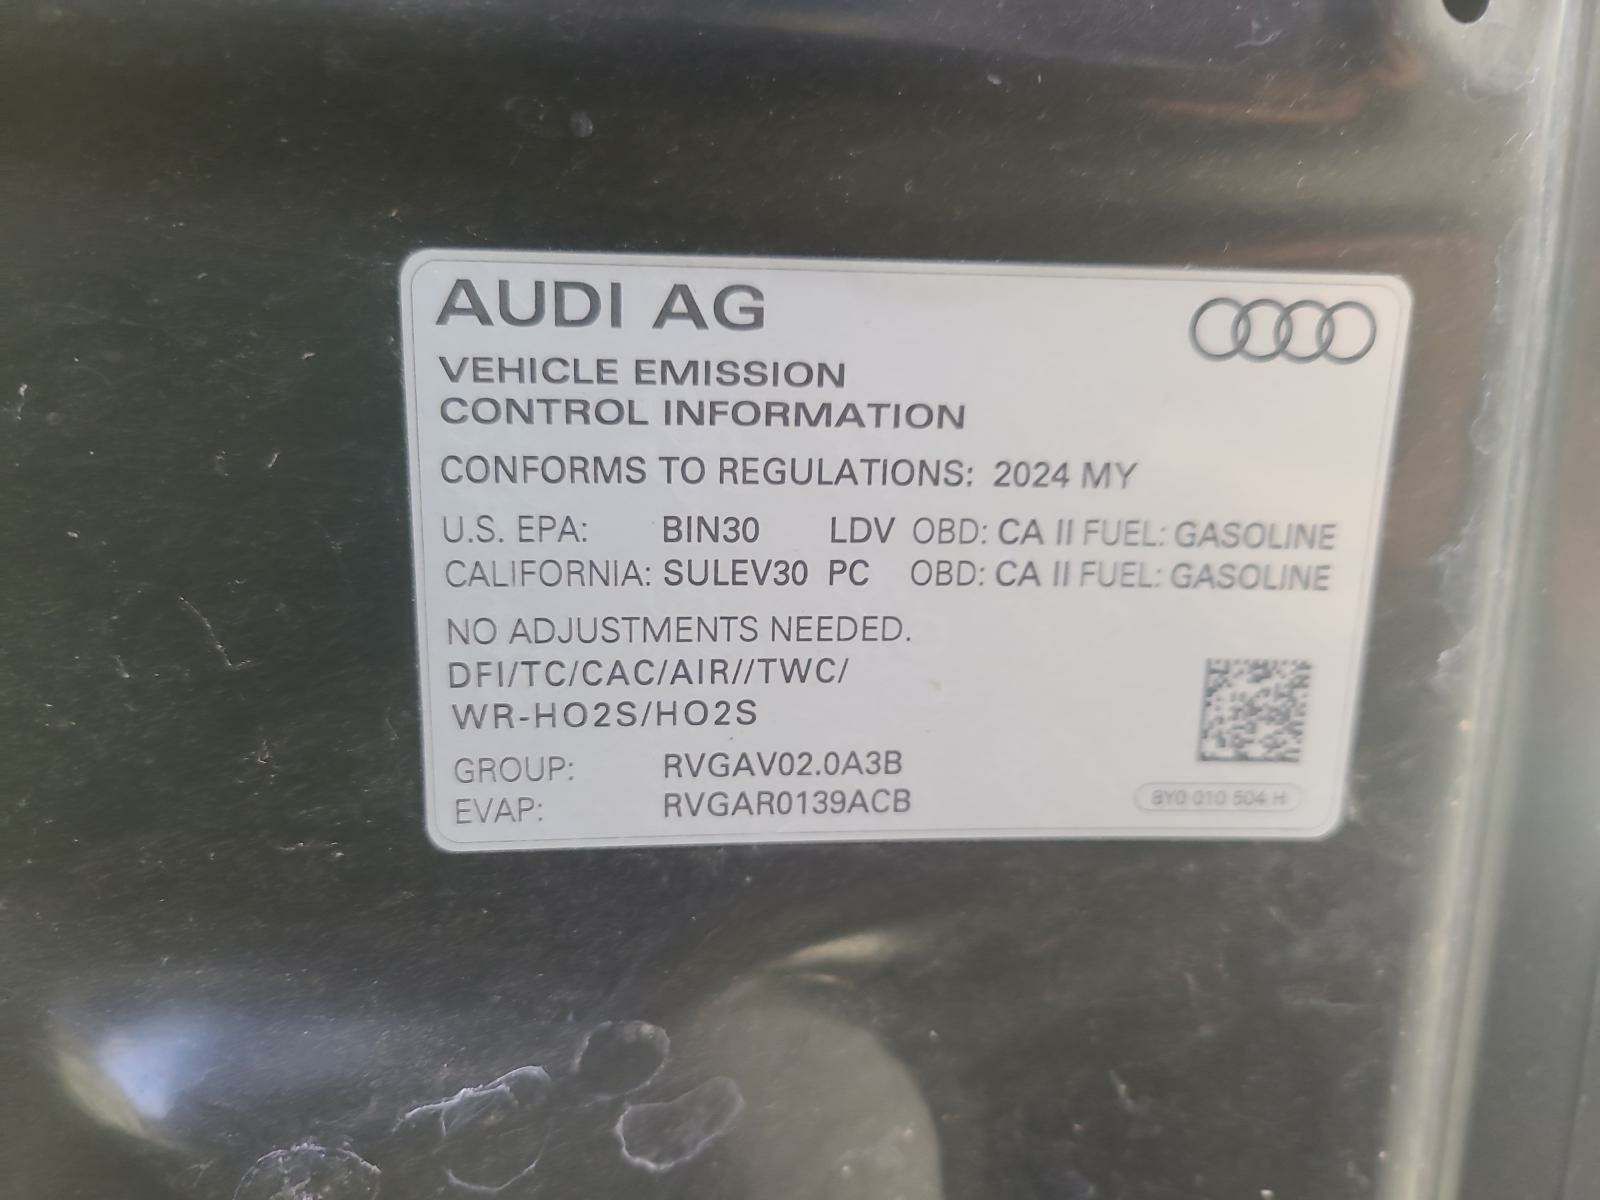 AUDI AG
VEHICLE EMISSION
CONTROL INFORMATION
CONFORMS TO REGULATIONS: 2024 MY
U.S. EPA: BIN30 LDV OBD: CA II FUEL: GASOLINE
CALIFORNIA: SULEV30 PC OBD: CA II FUEL: GASOLINE
NO ADJUSTMENTS NEEDED.
DFI/TC/CAC/AIR//TWC/
WR-HO2S/HO2S
GROUP: RVGAV02.0A3B
EVAP: RVGAR0139ACB
8Y0 010 504 H